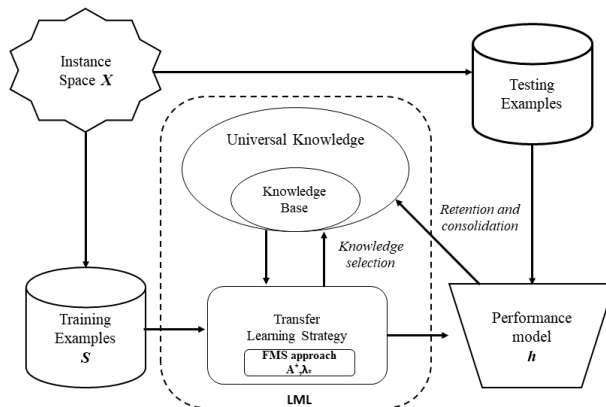 Instance
Space X
Testing
Examples
Universal Knowledge
Knowledge
Base
Retention and
consolidation
Knowledge
selection
Training
Examples
S
Transfer
Learning Strategy
FMS approach
Performance
model
h
LML